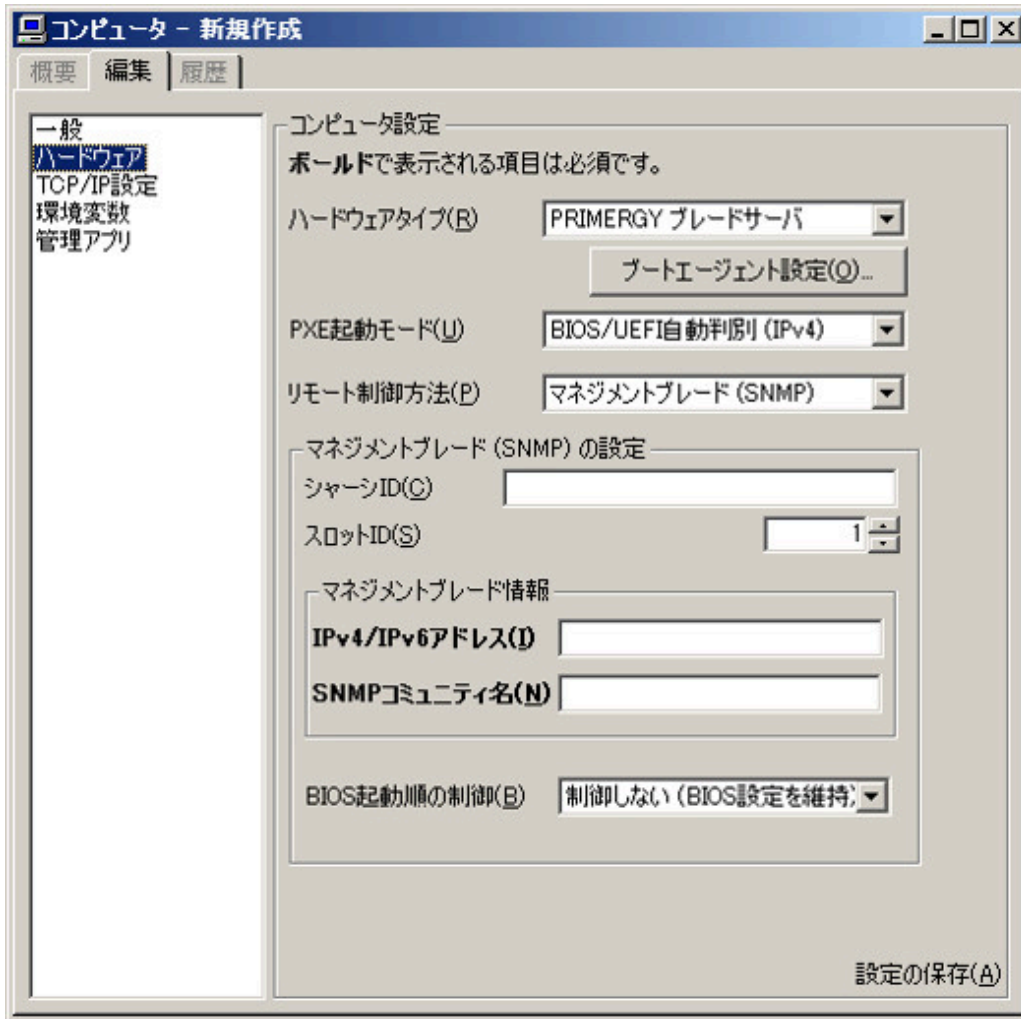 コンピュータ - 新規作成
概要 編集 履歴
一般
ハードウェア
TCP/IP設定
環境変数
管理アプリ
コンピュータ設定
ボールドで表示される項目は必須です。
ハードウェアタイプ(R) PRIMERGY ブレードサーバ
ブートエージェント設定(O)...
PXE起動モード(U) BIOS/UEFI自動判別 (IPv4)
リモート制御方法(P) マネジメントブレード (SNMP)
マネジメントブレード (SNMP) の設定
シャーシID(C)
スロットID(S) 1
マネジメントブレード情報
IPv4/IPv6アドレス(I)
SNMPコミュニティ名(N)
BIOS起動順の制御(B) 制御しない (BIOS設定を維持)
設定の保存(A)